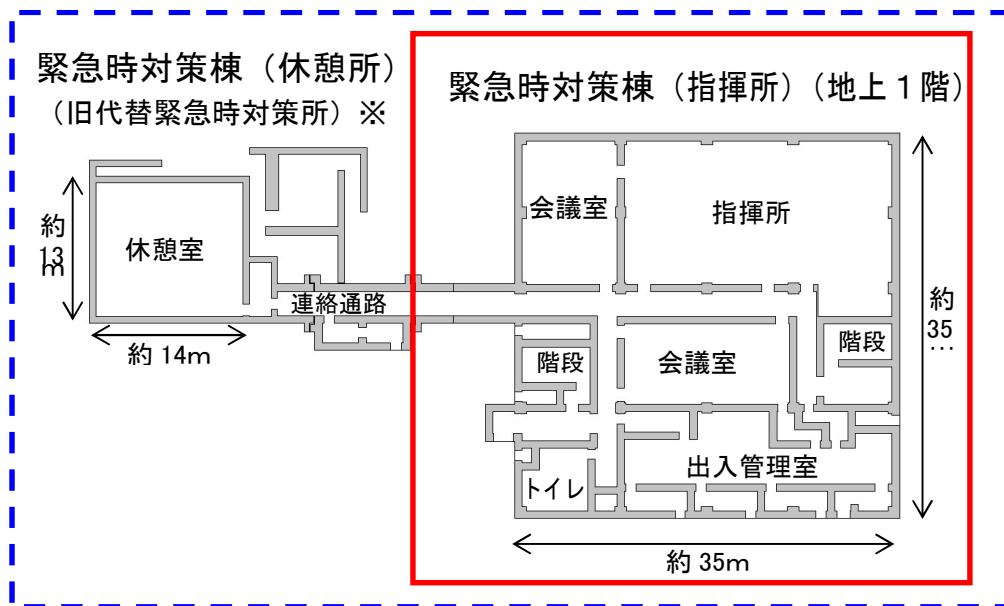 緊急時対策棟（休憩所）
（旧代替緊急時対策所）※
緊急時対策棟（指揮所）（地上１階）
会議室
指揮所
約
13
m
休憩室
連絡通路
約 14m
約
35
…
階段
会議室
階段
出入管理室
トイレ
約 35m